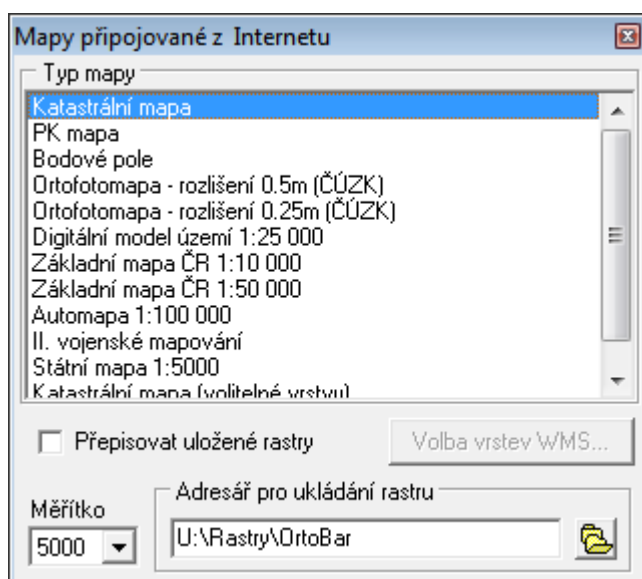 Mapy připojované z Internetu
Typ mapy
Katastrální mapa
PK mapa
Bodové pole
Ortofotomapa - rozlišení 0.5m (ČÚZK)
Ortofotomapa - rozlišení 0.25m (ČÚZK)
Digitální model území 1:25 000
Základní mapa ČR 1:10 000
Základní mapa ČR 1:50 000
Automapa 1:100 000
II. vojenské mapování
Státní mapa 1:5000
Katastrální mapa (volitelné vrstvy)
Přepisovat uložené rastry
Volba vrstev WMS...
Měřítko
5000
Adresář pro ukládání rastru
U:\Rastry\OrtoBar